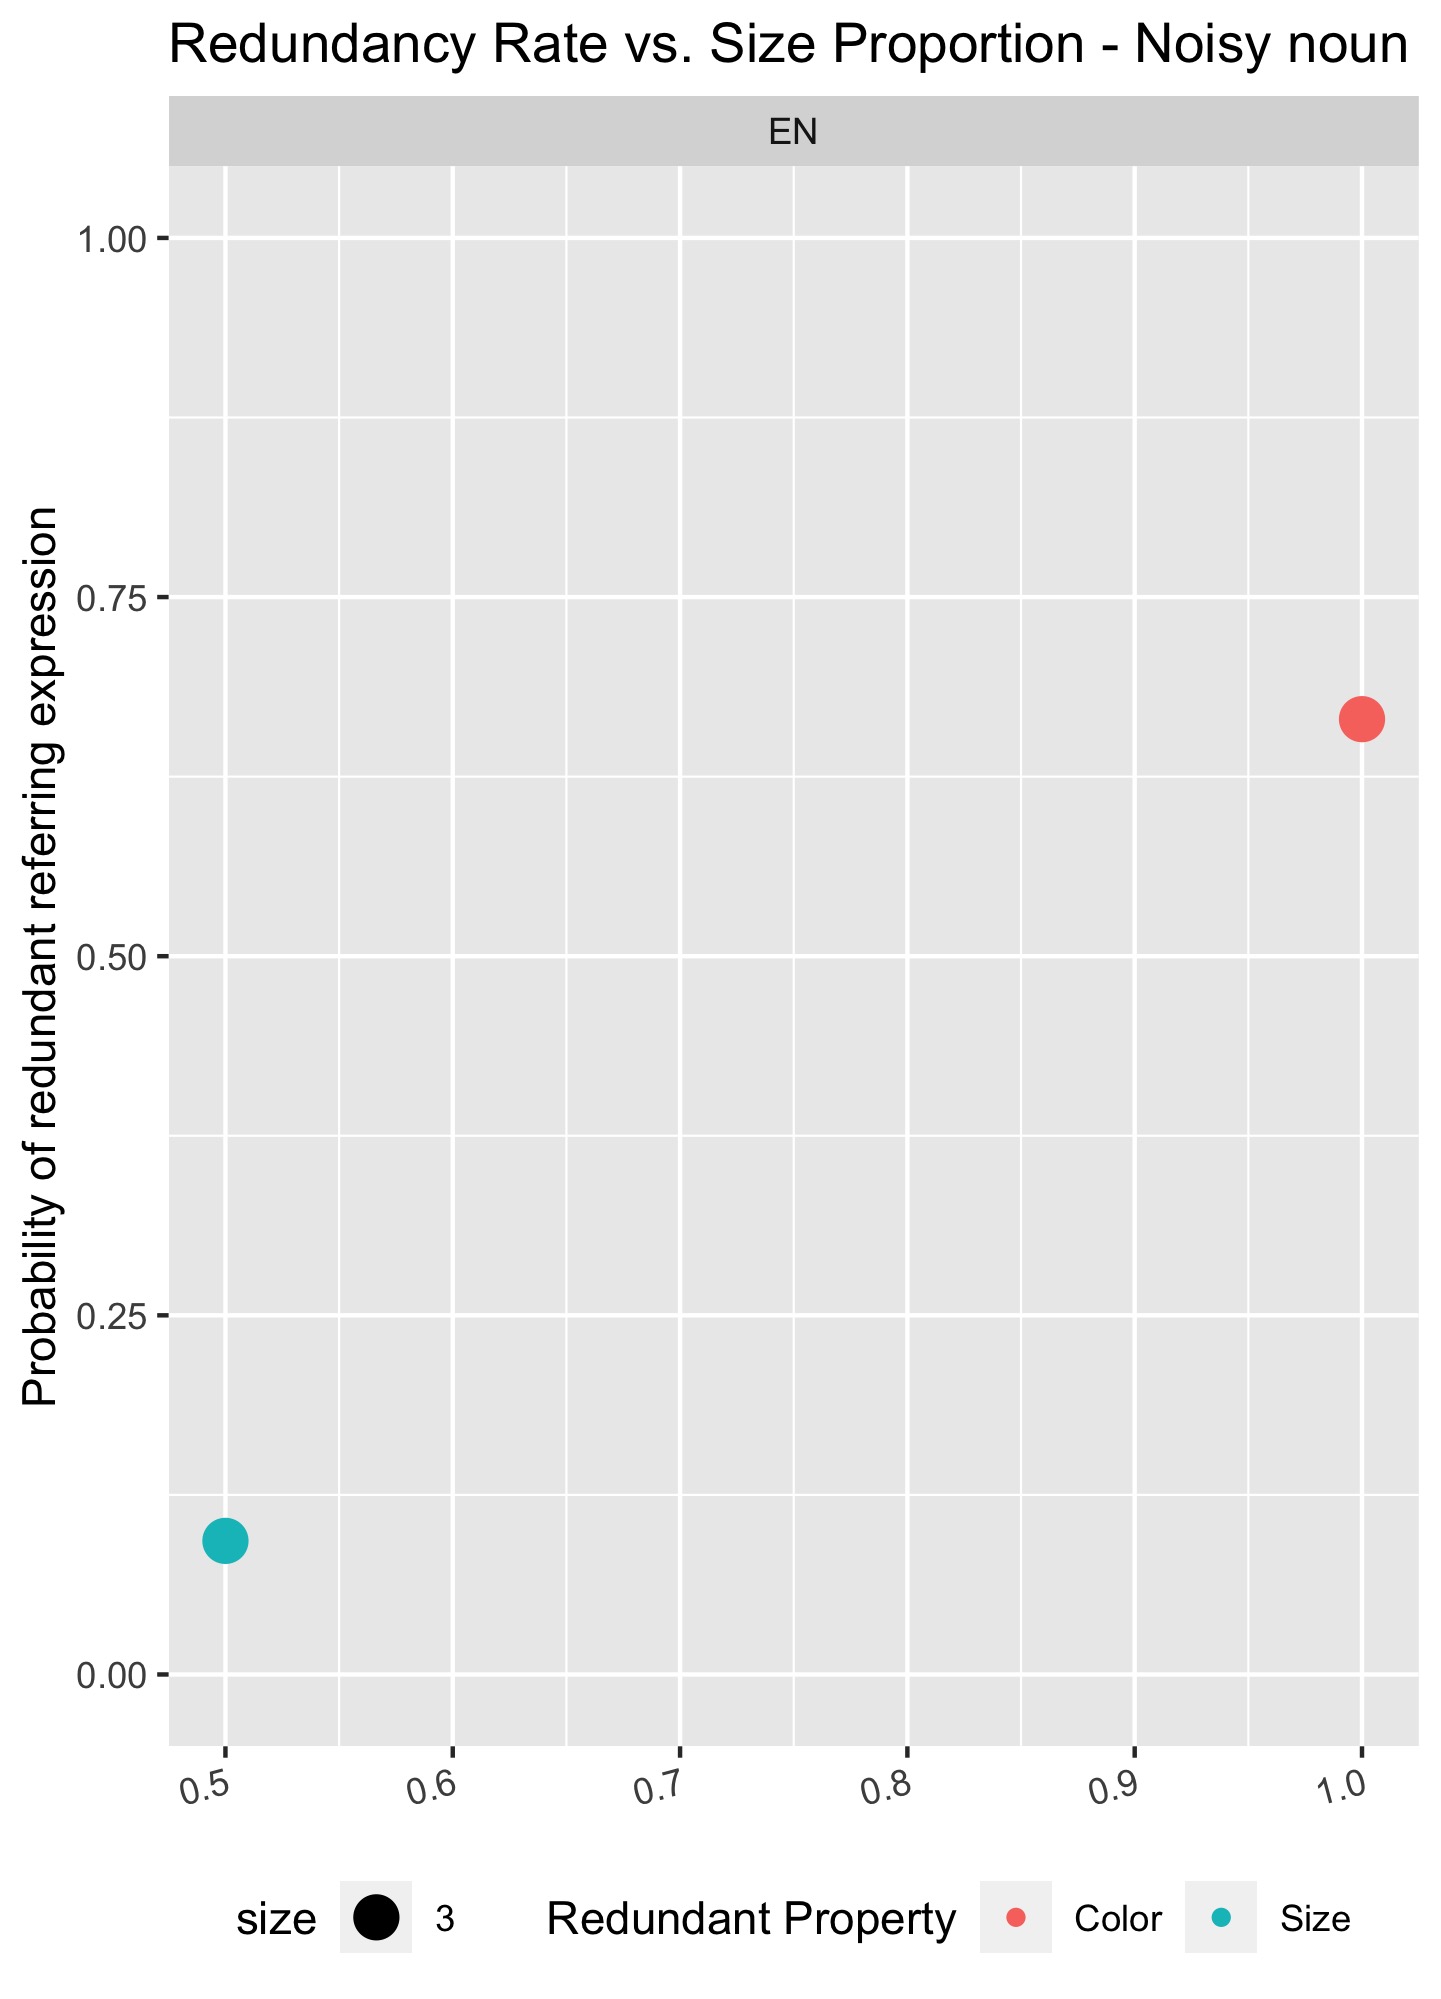 Redundancy Rate vs. Size Proportion - Noisy noun
EN
Probability of redundant referring expression
1.00
0.75
0.50
0.25
0.00
0.5 0.6 0.7 0.8 0.9 1.0
size 3 Redundant Property Color Size